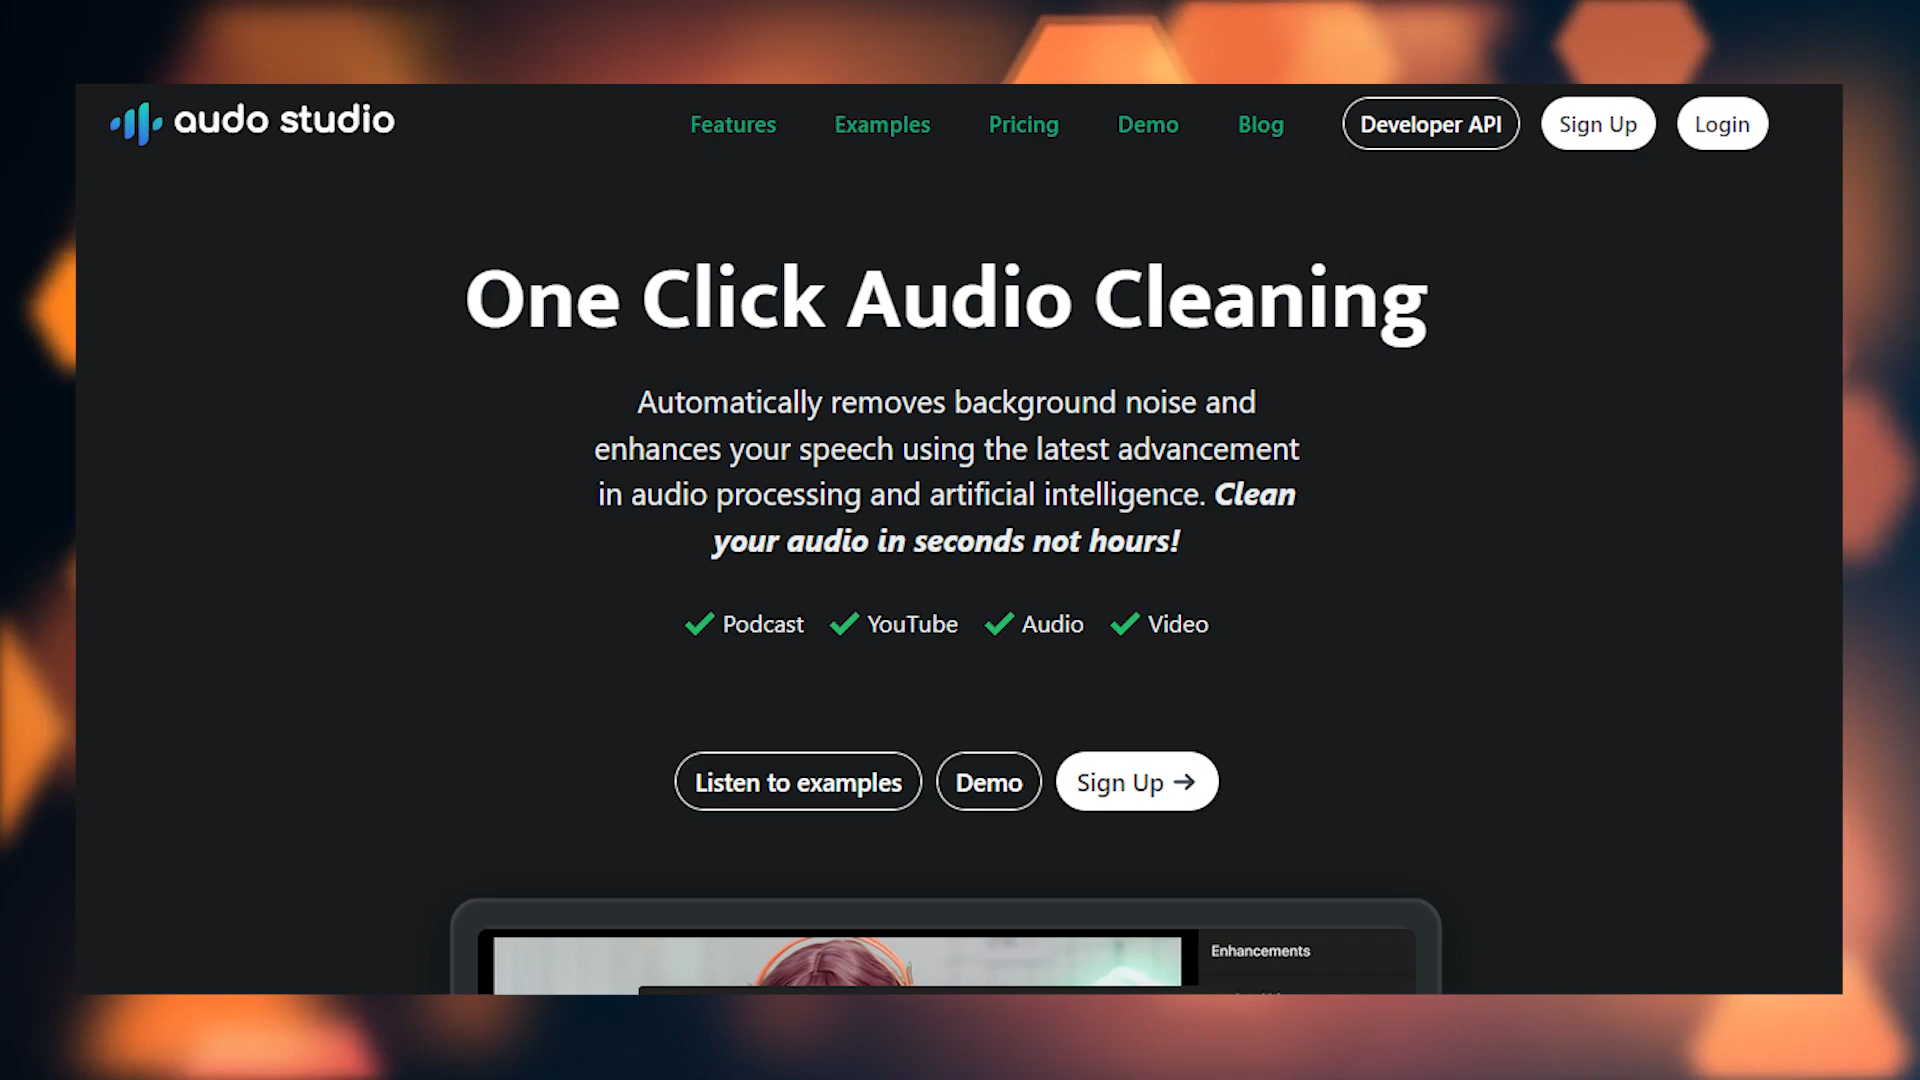 audo studio
Features Examples Pricing Demo Blog Developer API Sign Up Login
One Click Audio Cleaning
Automatically removes background noise and
enhances your speech using the latest advancement
in audio processing and artificial intelligence. Clean
your audio in seconds not hours!
Podcast YouTube Audio Video
Listen to examples Demo Sign Up →
Enhancements